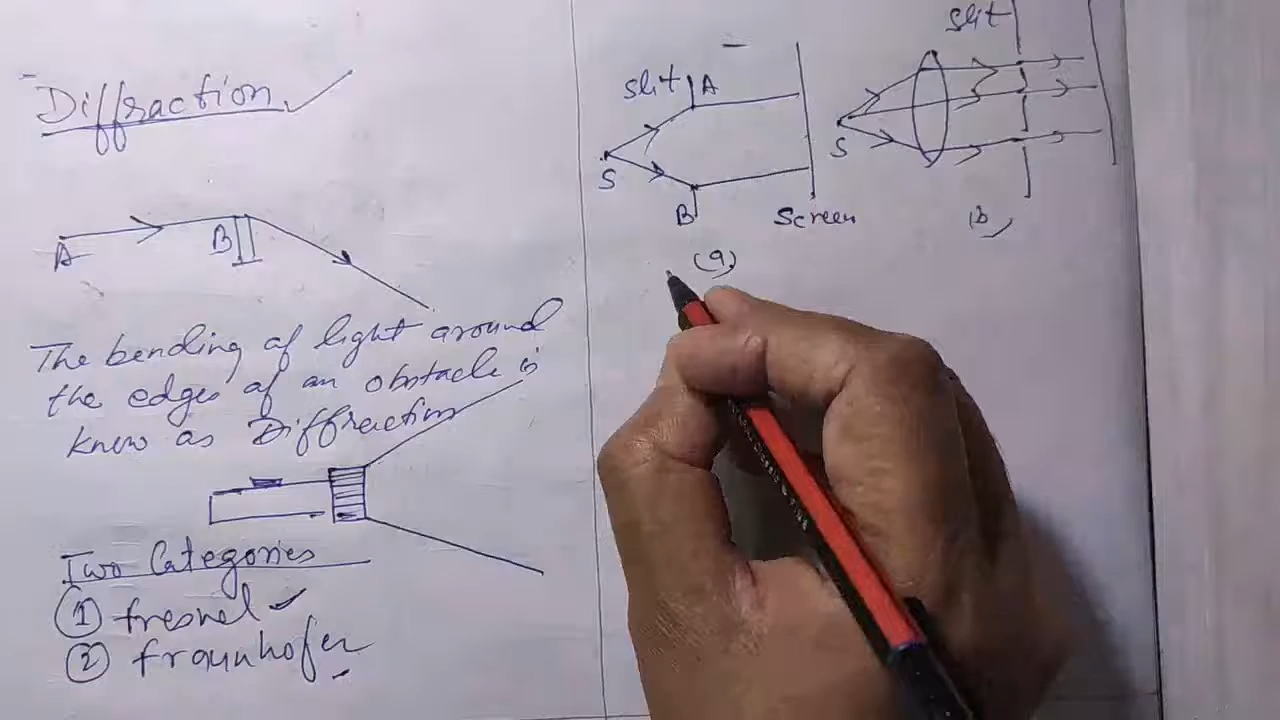 Diffraction
A
B
The bending of light around
the edges of an obstacle is
know as Diffraction
Two Categories
① fresnel
② fraunhofer
slit A
S
B
Screen
(a)
slit
S
(b)